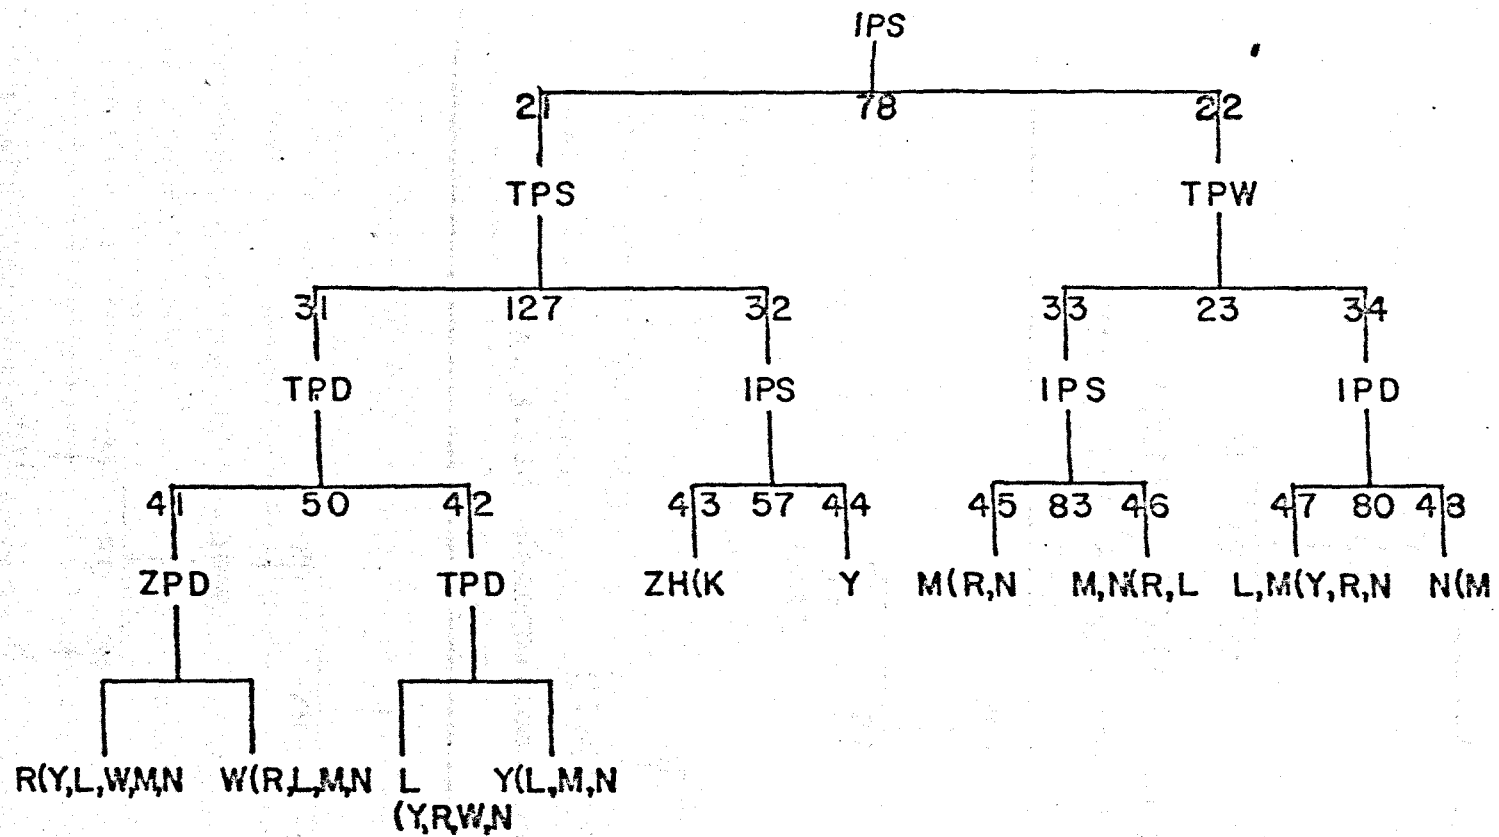 IPS
21 78 22
TPS TPW
31 127 32 33 23 34
TPD IPS IPS IPD
41 50 42 43 57 44 45 83 46 47 80 48
ZPD TPD ZH(K Y M(R,N M,N(R,L L,M(Y,R,N N(M
R(Y,L,W,M,N W(R,L,M,N L Y(L,M,N
(Y,R,W,N